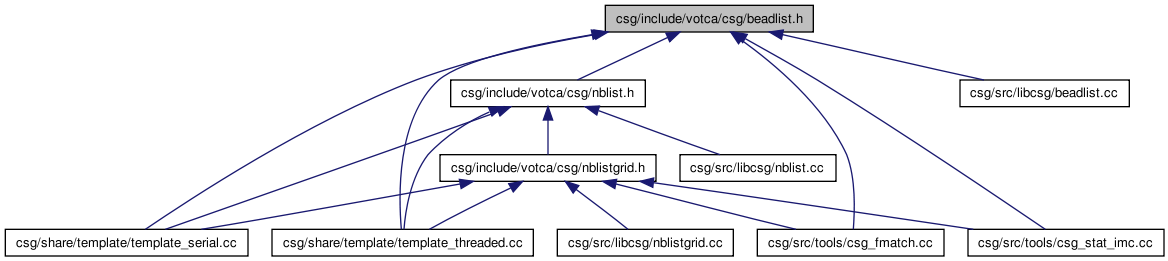 csg/include/votca/csg/beadlist.h
csg/include/votca/csg/nblist.h
csg/src/libcsg/beadlist.cc
csg/include/votca/csg/nblistgrid.h
csg/src/libcsg/nblist.cc
csg/share/template/template_serial.cc
csg/share/template/template_threaded.cc
csg/src/libcsg/nblistgrid.cc
csg/src/tools/csg_fmatch.cc
csg/src/tools/csg_stat_imc.cc